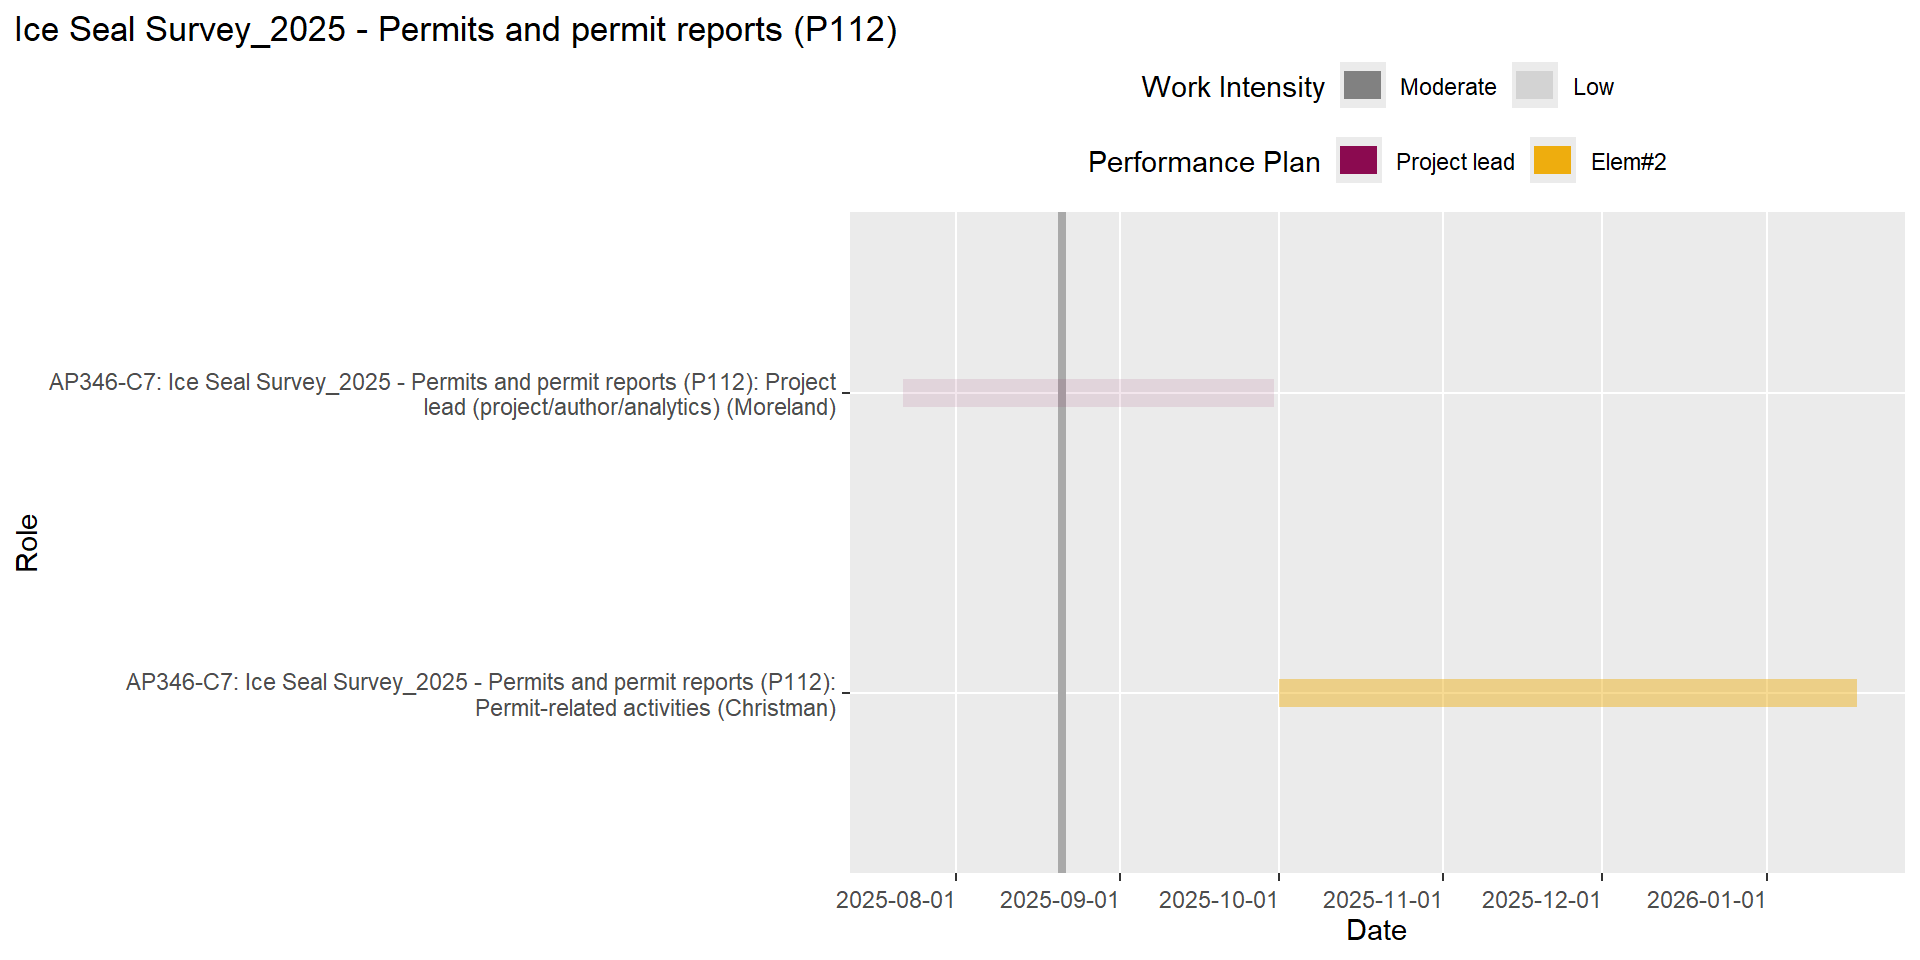 Ice Seal Survey_2025 - Permits and permit reports (P112)
Work Intensity Moderate Low
Performance Plan Project lead Elem#2
AP346-C7: Ice Seal Survey_2025 - Permits and permit reports (P112): Project
lead (project/author/analytics) (Moreland)
Role
AP346-C7: Ice Seal Survey_2025 - Permits and permit reports (P112):
Permit-related activities (Christman)
2025-08-01 2025-09-01 2025-10-01 2025-11-01 2025-12-01 2026-01-01
Date